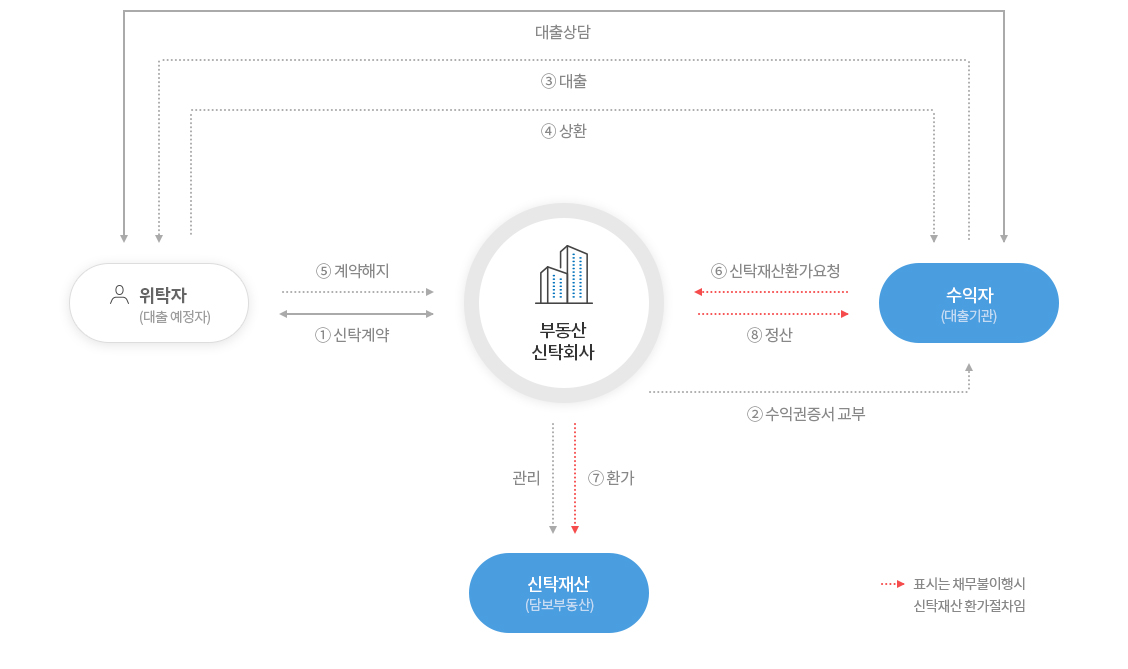 대출상담
③ 대출
④ 상환
⑤ 계약해지
⑥ 신탁재산환가요청
위탁자
(대출 예정자)
수익자
(대출기관)
① 신탁계약
부동산
신탁회사
⑧ 정산
② 수익권증서 교부
관리
⑦ 환가
신탁재산
(담보부동산)
표시는 채무불이행시
신탁재산 환가절차임